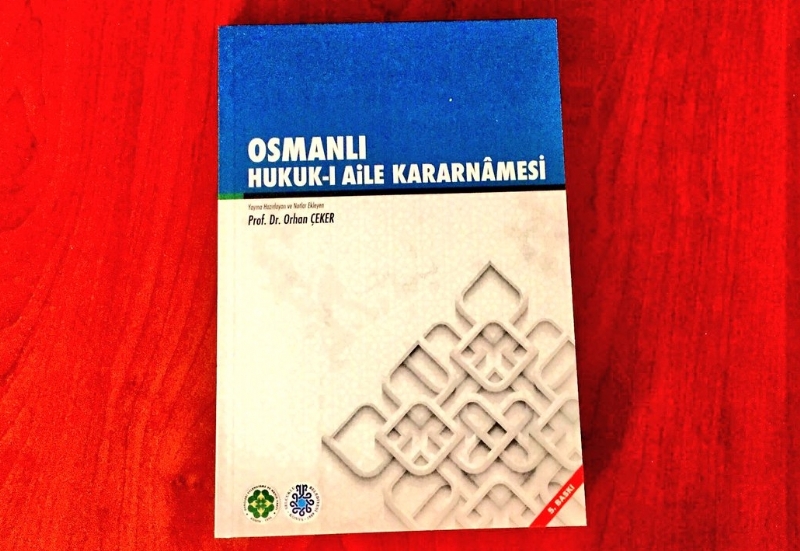 OSMANLI
HUKUK-I AiLE KARARNÂMESİ
Yayına Hazırlayan ve Notlar Ekleyen
Prof. Dr. Orhan ÇEKER
5. BASKI